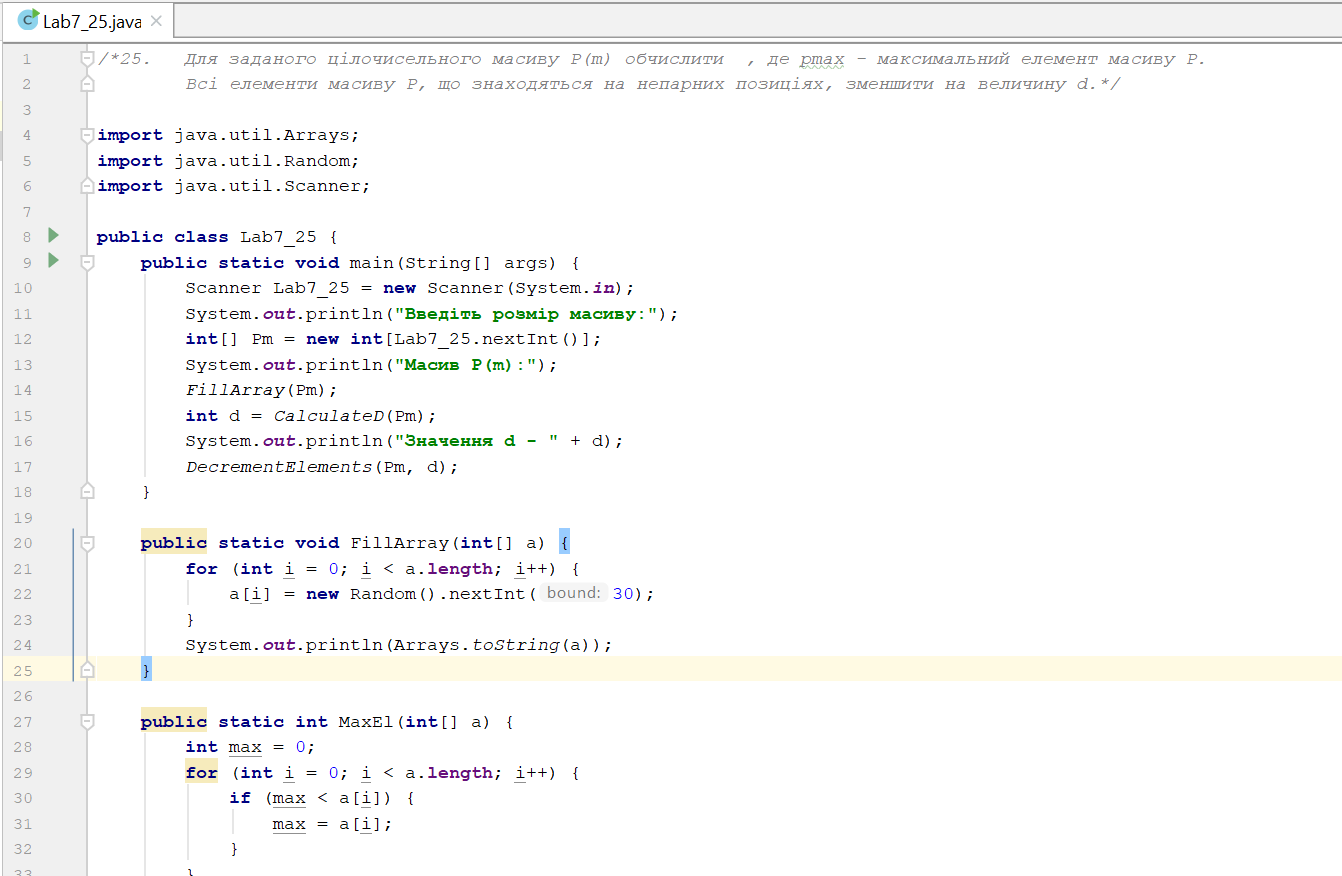 Lab7_25.java
1 /*25. Для заданого цілочисельного масиву P(m) обчислити , де pmax – максимальний елемент масиву P.
2 Всі елементи масиву P, що знаходяться на непарних позиціях, зменшити на величину d.*/
3
4 import java.util.Arrays;
5 import java.util.Random;
6 import java.util.Scanner;
7
8 public class Lab7_25 {
9 public static void main(String[] args) {
10 Scanner Lab7_25 = new Scanner(System.in);
11 System.out.println("Введіть розмір масиву:");
12 int[] Pm = new int[Lab7_25.nextInt()];
13 System.out.println("Масив P(m):");
14 FillArray(Pm);
15 int d = CalculateD(Pm);
16 System.out.println("Значення d - " + d);
17 DecrementElements(Pm, d);
18 }
19
20 public static void FillArray(int[] a) {
21 for (int i = 0; i < a.length; i++) {
22 a[i] = new Random().nextInt( bound: 30);
23 }
24 System.out.println(Arrays.toString(a));
25 }
26
27 public static int MaxEl(int[] a) {
28 int max = 0;
29 for (int i = 0; i < a.length; i++) {
30 if (max < a[i]) {
31 max = a[i];
32 }
33 }